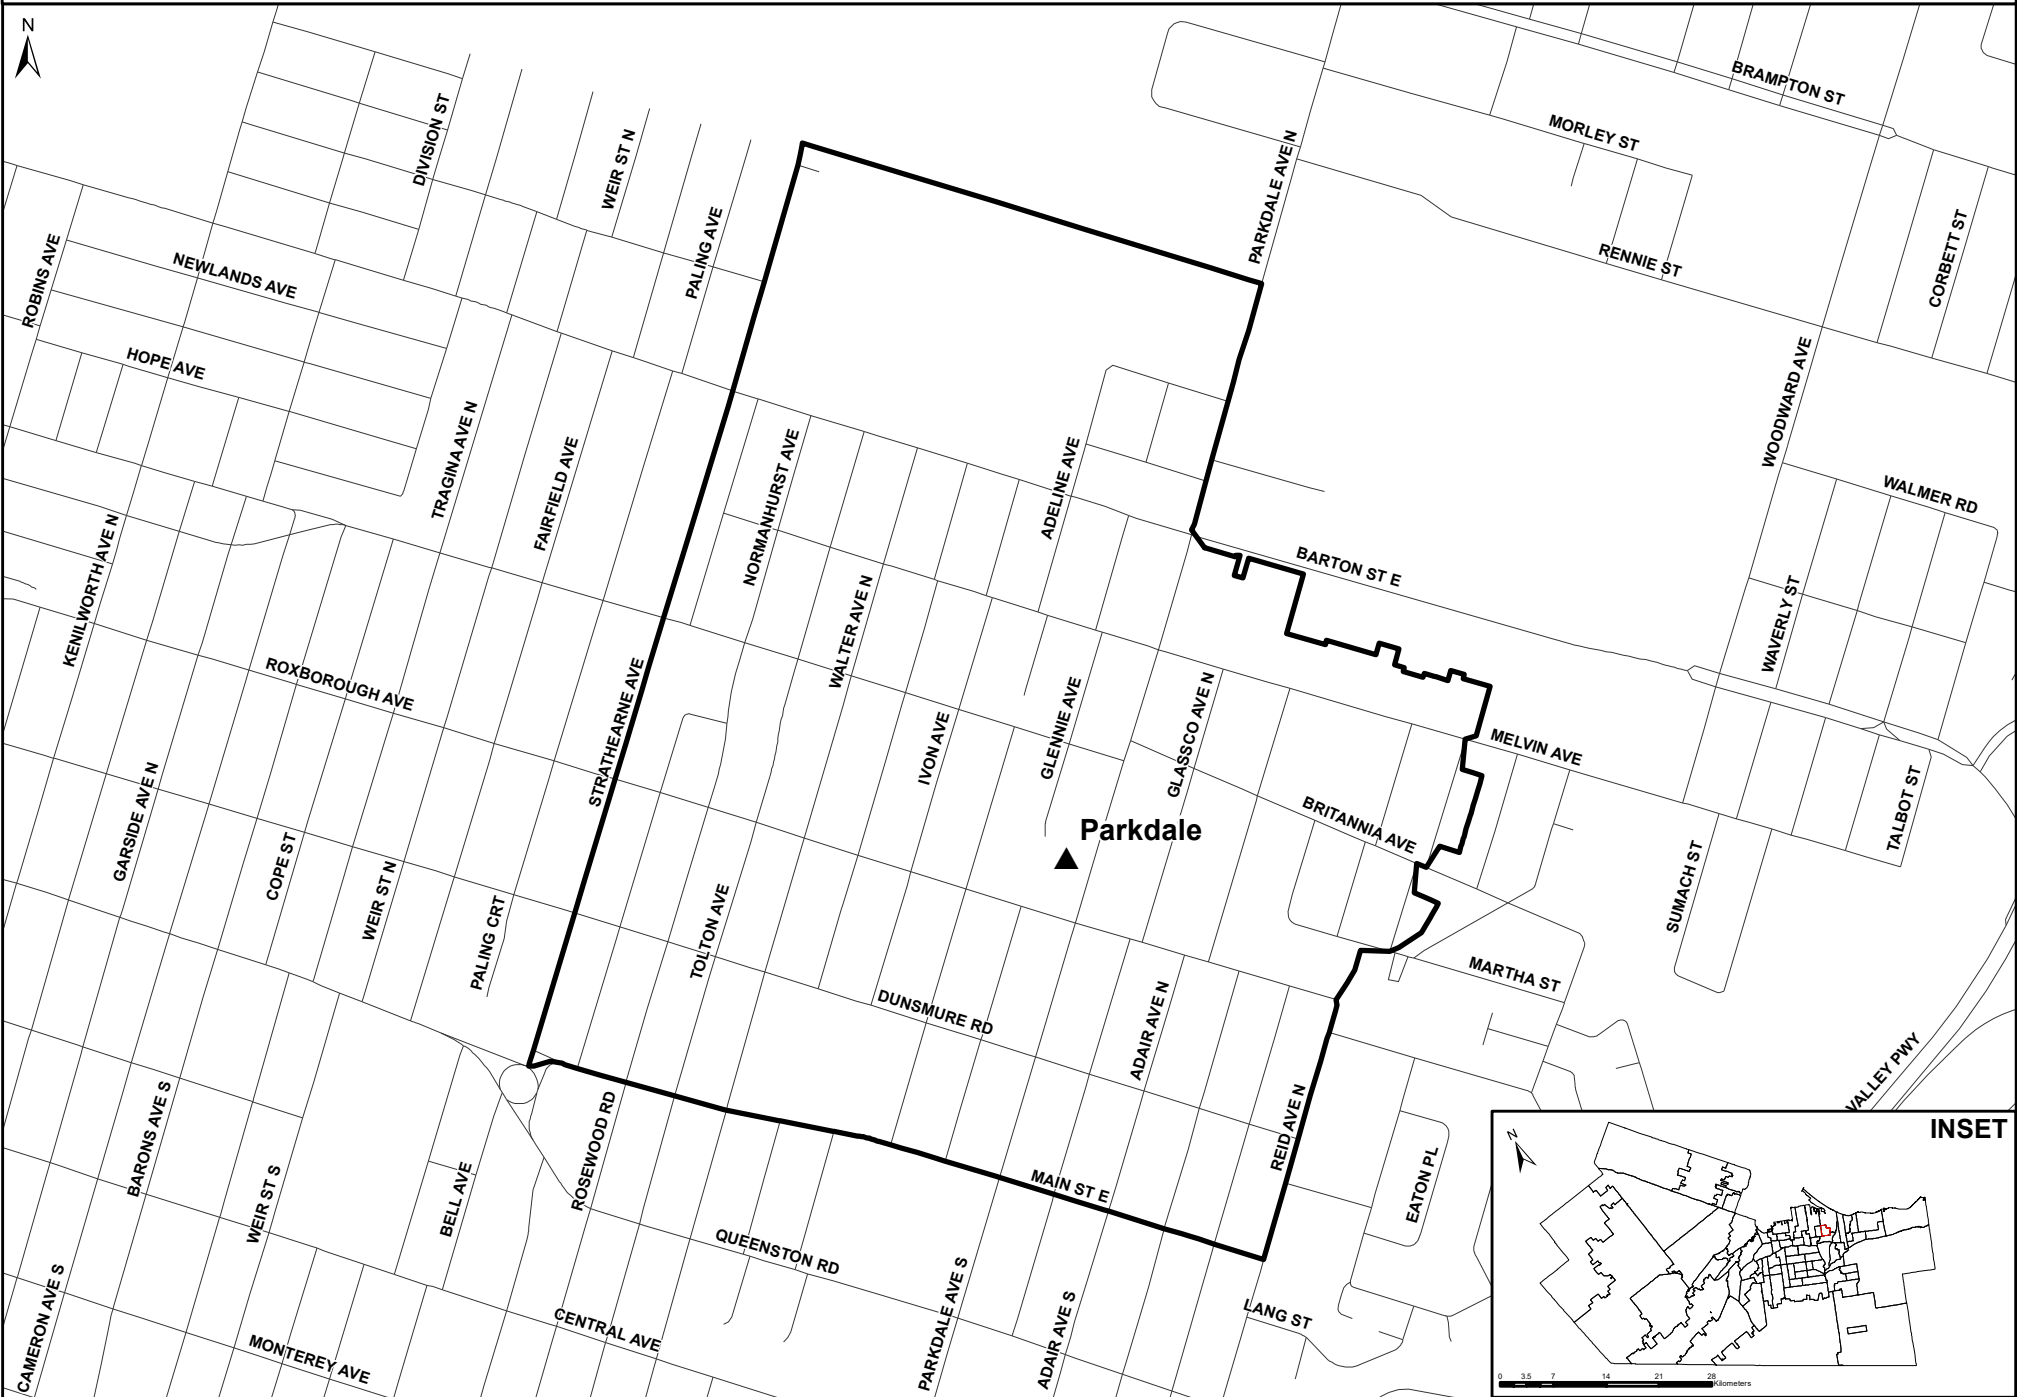 N
BRAMPTON ST
MORLEY ST
DIVISION ST
WEIR ST N
PARKDALE AVE N
PALING AVE
ROBINS AVE
NEWLANDS AVE
RENNIE ST
CORBETT ST
HOPE AVE
WOODWARD AVE
TRAGINA AVE N
FAIRFIELD AVE
NORMANHURST AVE
ADELINE AVE
WALMER RD
KENILWORTH AVE N
BARTON ST E
WALTER AVE N
WAVERLY ST
ROXBOROUGH AVE
STRATHEARNE AVE
IVON AVE
GLENNIE AVE
GLASSCO AVE N
MELVIN AVE
GARSIDE AVE N
COPE ST
WEIR ST N
Parkdale
BRITANNIA AVE
TALBOT ST
SUMACH ST
PALING CRT
TOLTON AVE
DUNSMURE RD
ADAIR AVE N
MARTHA ST
VALLEY PWY
BARONS AVE S
WEIR ST S
BELL AVE
ROSEWOOD RD
MAIN ST E
REID AVE N
EATON PL
QUEENSTON RD
CAMERON AVE S
MONTEREY AVE
CENTRAL AVE
PARKDALE AVE S
ADAIR AVE S
LANG ST
INSET
N
0 3.5 7 14 21 28
Kilometers